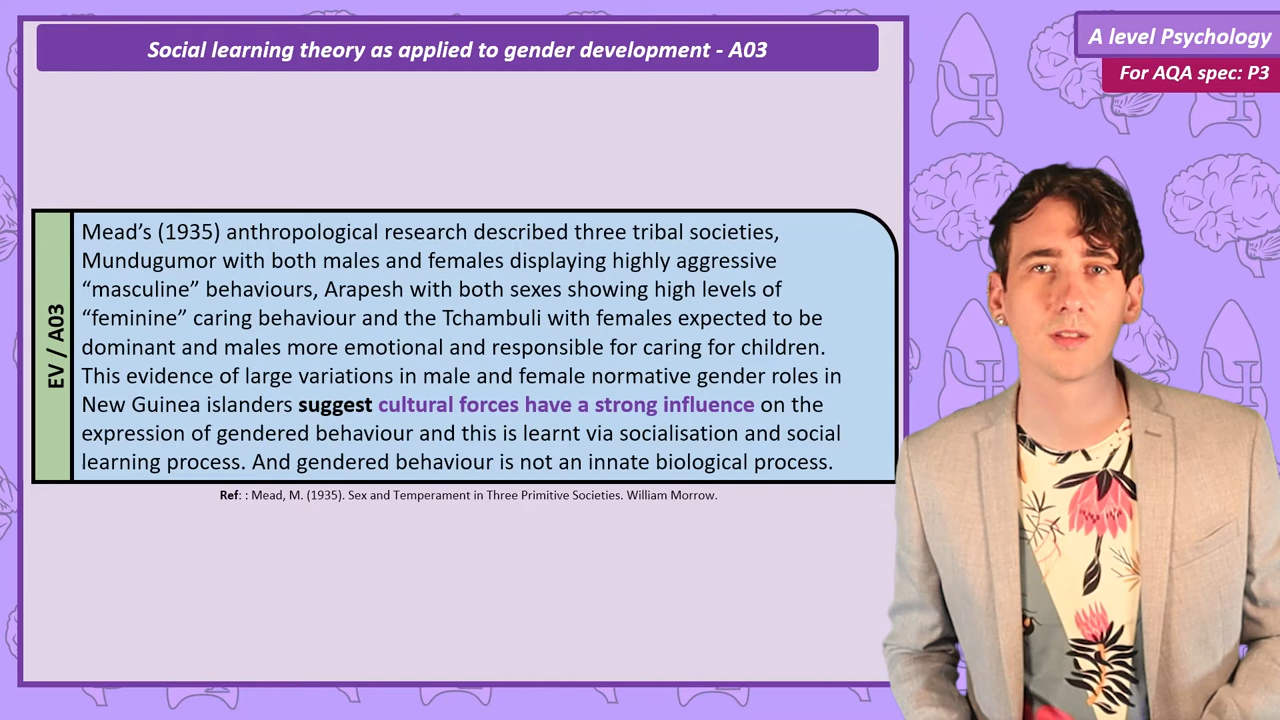 Social learning theory as applied to gender development - A03
A level Psychology
For AQA spec: P3
EV / A03
Mead's (1935) anthropological research described three tribal societies,
Mundugumor with both males and females displaying highly aggressive
“masculine” behaviours, Arapesh with both sexes showing high levels of
“feminine” caring behaviour and the Tchambuli with females expected to be
dominant and males more emotional and responsible for caring for children.
This evidence of large variations in male and female normative gender roles in
New Guinea islanders suggest cultural forces have a strong influence on the
expression of gendered behaviour and this is learnt via socialisation and social
learning process. And gendered behaviour is not an innate biological process.
Ref: : Mead, M. (1935). Sex and Temperament in Three Primitive Societies. William Morrow.